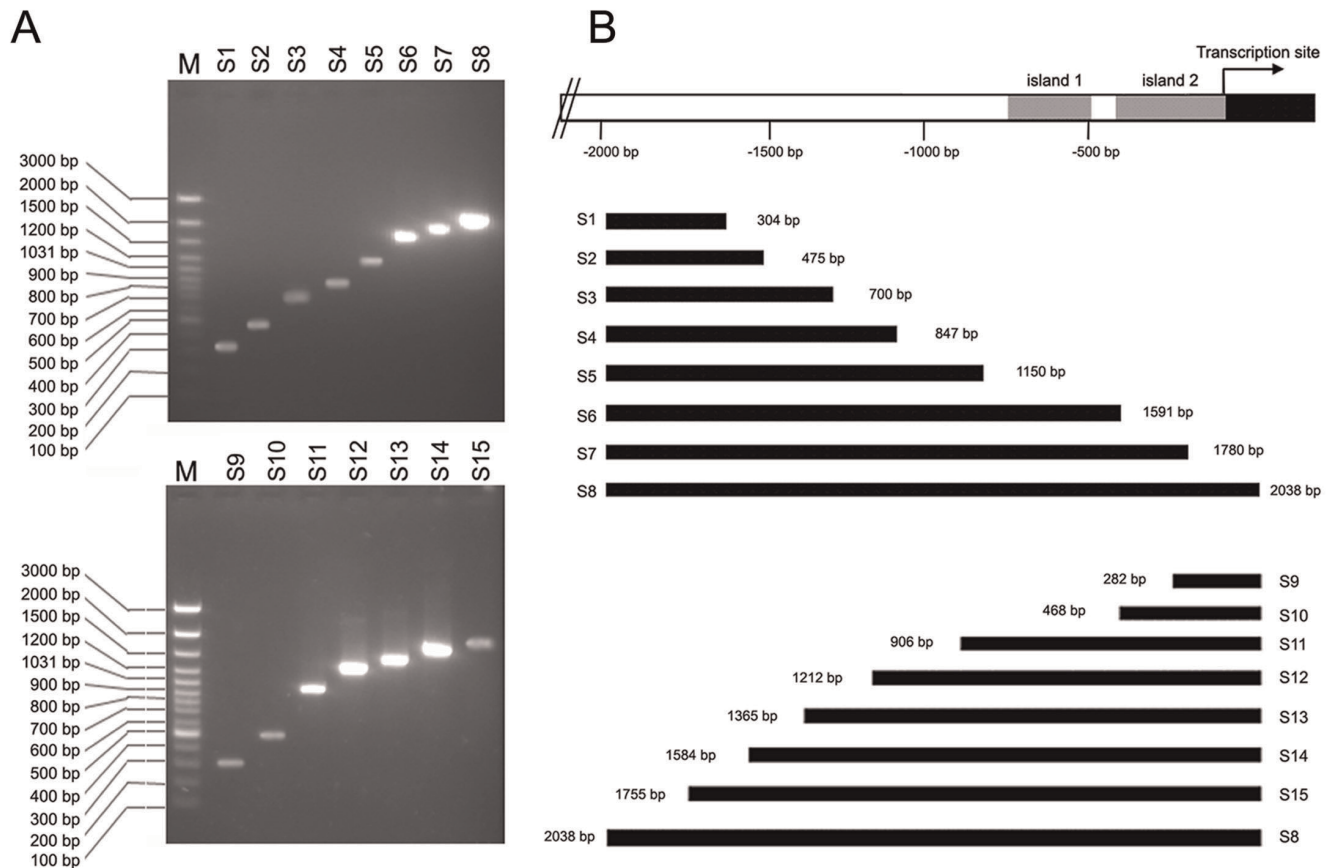 A
M S1 S2 S3 S4 S5 S6 S7 S8
3000 bp
2000 bp
1500 bp
1200 bp
1031 bp
900 bp
800 bp
700 bp
600 bp
500 bp
400 bp
300 bp
200 bp
100 bp
M S9 S10 S11 S12 S13 S14 S15
3000 bp
2000 bp
1500 bp
1200 bp
1031 bp
900 bp
800 bp
700 bp
600 bp
500 bp
400 bp
300 bp
200 bp
100 bp
B
Transcription site
island 1 island 2
-2000 bp -1500 bp -1000 bp -500 bp
S1 304 bp
S2 475 bp
S3 700 bp
S4 847 bp
S5 1150 bp
S6 1591 bp
S7 1780 bp
S8 2038 bp
282 bp S9
468 bp S10
906 bp S11
1212 bp S12
1365 bp S13
1584 bp S14
1755 bp S15
2038 bp S8